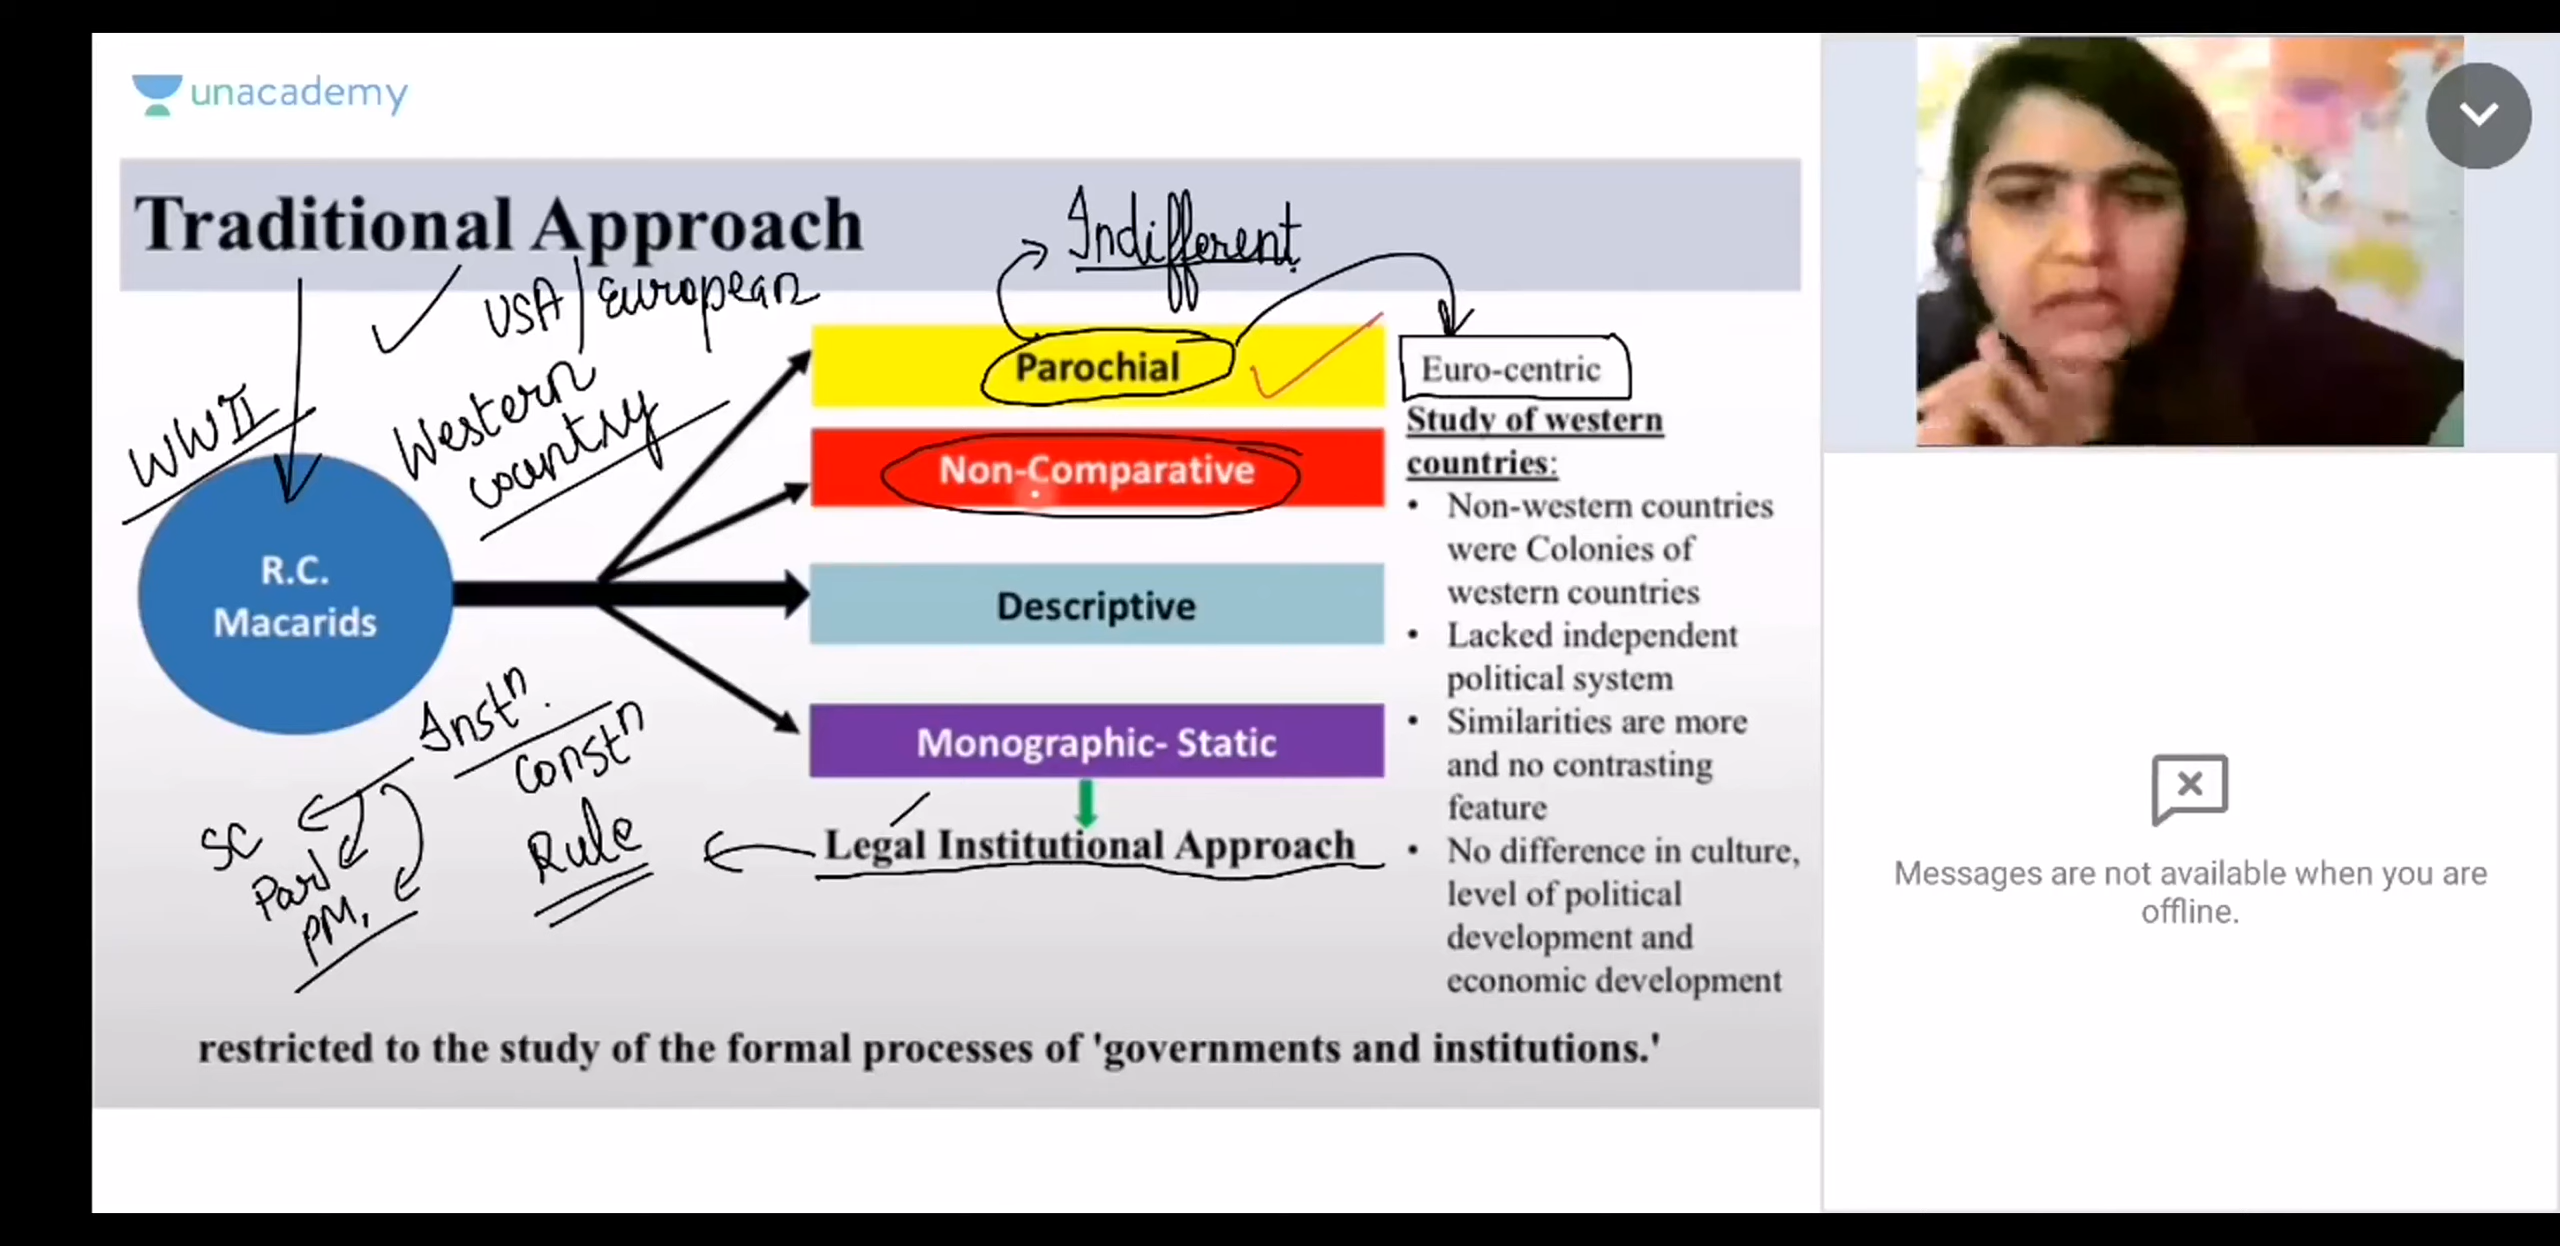 unacademy
Traditional Approach
Indifferent
USA/European
Western
country
WW II
Parochial
Non-Comparative
R.C.
Macarids
Descriptive
Monographic- Static
Legal Institutional Approach
Instn.
Constn
Rule
SC
Parl
PM,
Euro-centric
Study of western
countries:
• Non-western countries
were Colonies of
western countries
• Lacked independent
political system
• Similarities are more
and no contrasting
feature
• No difference in culture,
level of political
development and
economic development
restricted to the study of the formal processes of 'governments and institutions.'
Messages are not available when you are
offline.